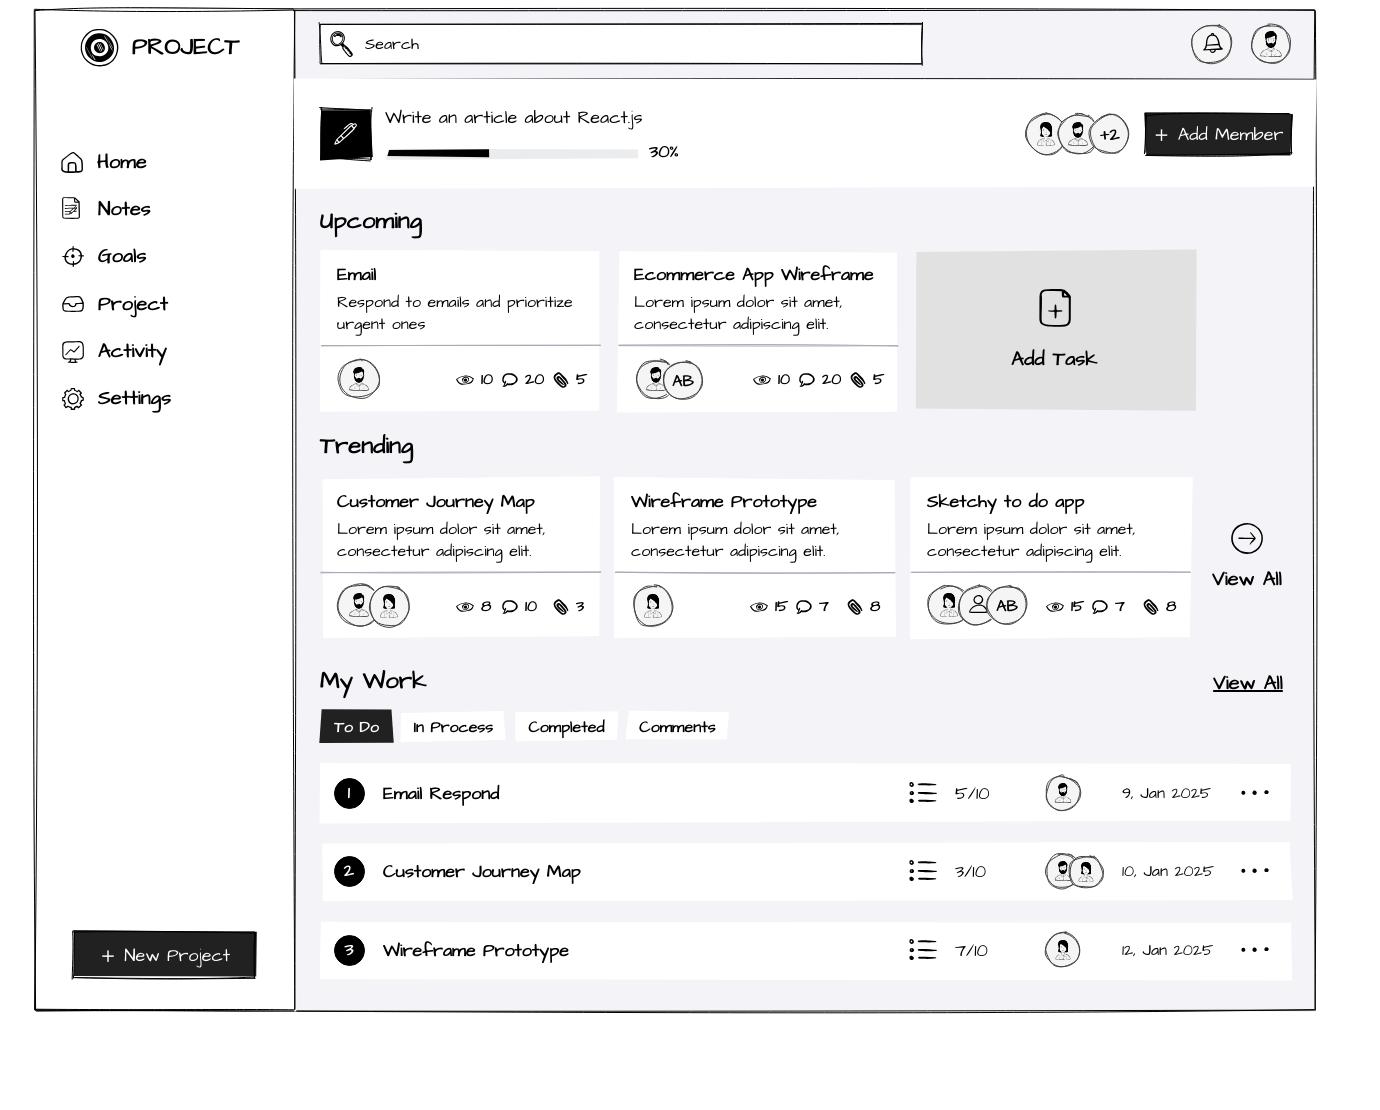 PROJECT
Search
Home
Notes
Goals
Project
Activity
Settings
+ New Project
Write an article about React.js
30%
+2
+ Add Member
Upcoming
Email
Respond to emails and prioritize
urgent ones
10 20 5
Ecommerce App Wireframe
Lorem ipsum dolor sit amet,
consectetur adipiscing elit.
AB 10 20 5
Add Task
Trending
Customer Journey Map
Lorem ipsum dolor sit amet,
consectetur adipiscing elit.
8 10 3
Wireframe Prototype
Lorem ipsum dolor sit amet,
consectetur adipiscing elit.
15 7 8
Sketchy to do app
Lorem ipsum dolor sit amet,
consectetur adipiscing elit.
AB 15 7 8
View All
My Work
View All
To Do In Process Completed Comments
1 Email Respond 5/10 9, Jan 2025
2 Customer Journey Map 3/10 10, Jan 2025
3 Wireframe Prototype 7/10 12, Jan 2025